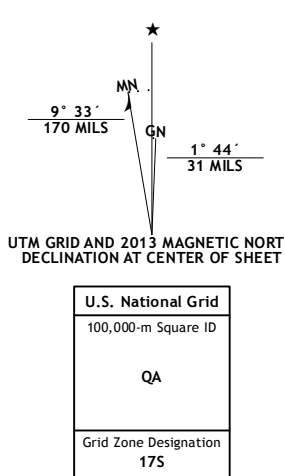 ★
MN
9° 33´
170 MILS
GN
1° 44´
31 MILS
UTM GRID AND 2013 MAGNETIC NORT
DECLINATION AT CENTER OF SHEET
U.S. National Grid
100,000-m Square ID
QA
Grid Zone Designation
17S